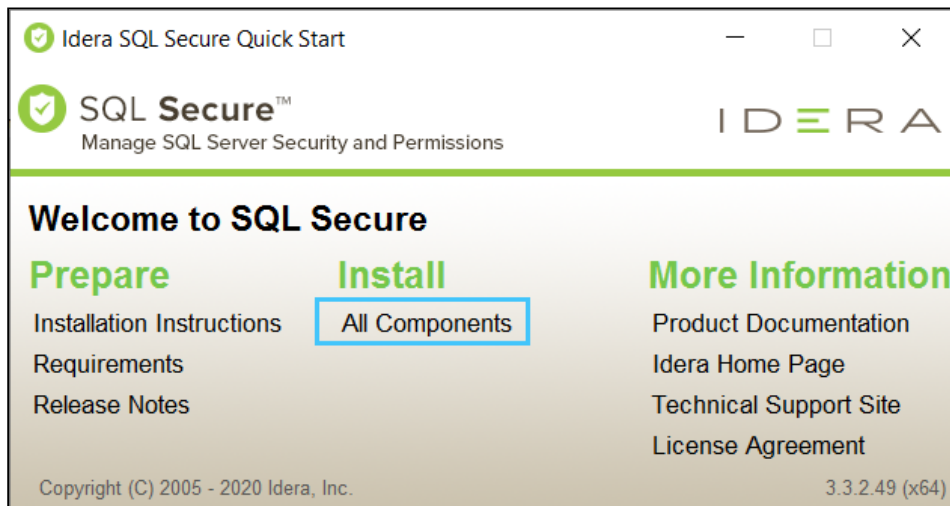 Idera SQL Secure Quick Start
SQL Secure™
Manage SQL Server Security and Permissions
IDERA
Welcome to SQL Secure
Prepare
Installation Instructions
Requirements
Release Notes
Install
All Components
More Information
Product Documentation
Idera Home Page
Technical Support Site
License Agreement
Copyright (C) 2005 - 2020 Idera, Inc.
3.3.2.49 (x64)